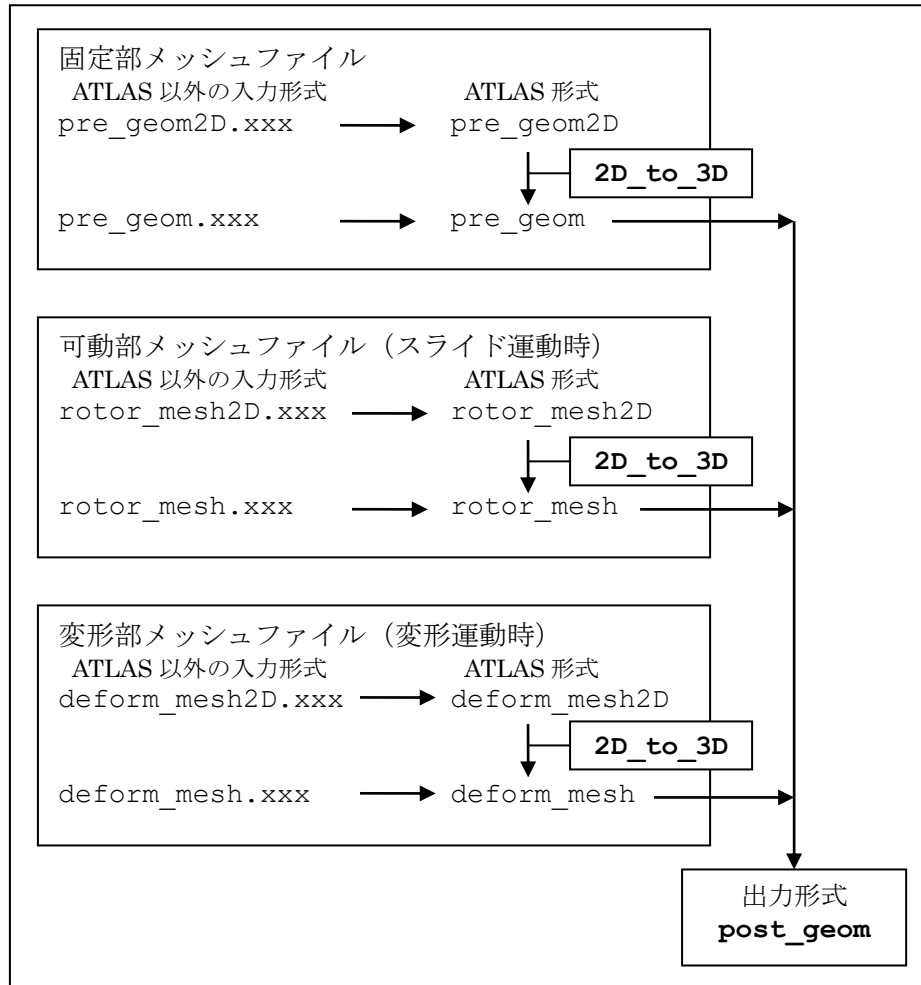 固定部メッシュファイル
ATLAS 以外の入力形式 ATLAS 形式
pre_geom2D.xxx pre_geom2D
2D_to_3D
pre_geom.xxx pre_geom
可動部メッシュファイル（スライド運動時）
ATLAS 以外の入力形式 ATLAS 形式
rotor_mesh2D.xxx rotor_mesh2D
2D_to_3D
rotor_mesh.xxx rotor_mesh
変形部メッシュファイル（変形運動時）
ATLAS 以外の入力形式 ATLAS 形式
deform_mesh2D.xxx deform_mesh2D
2D_to_3D
deform_mesh.xxx deform_mesh
出力形式
post_geom